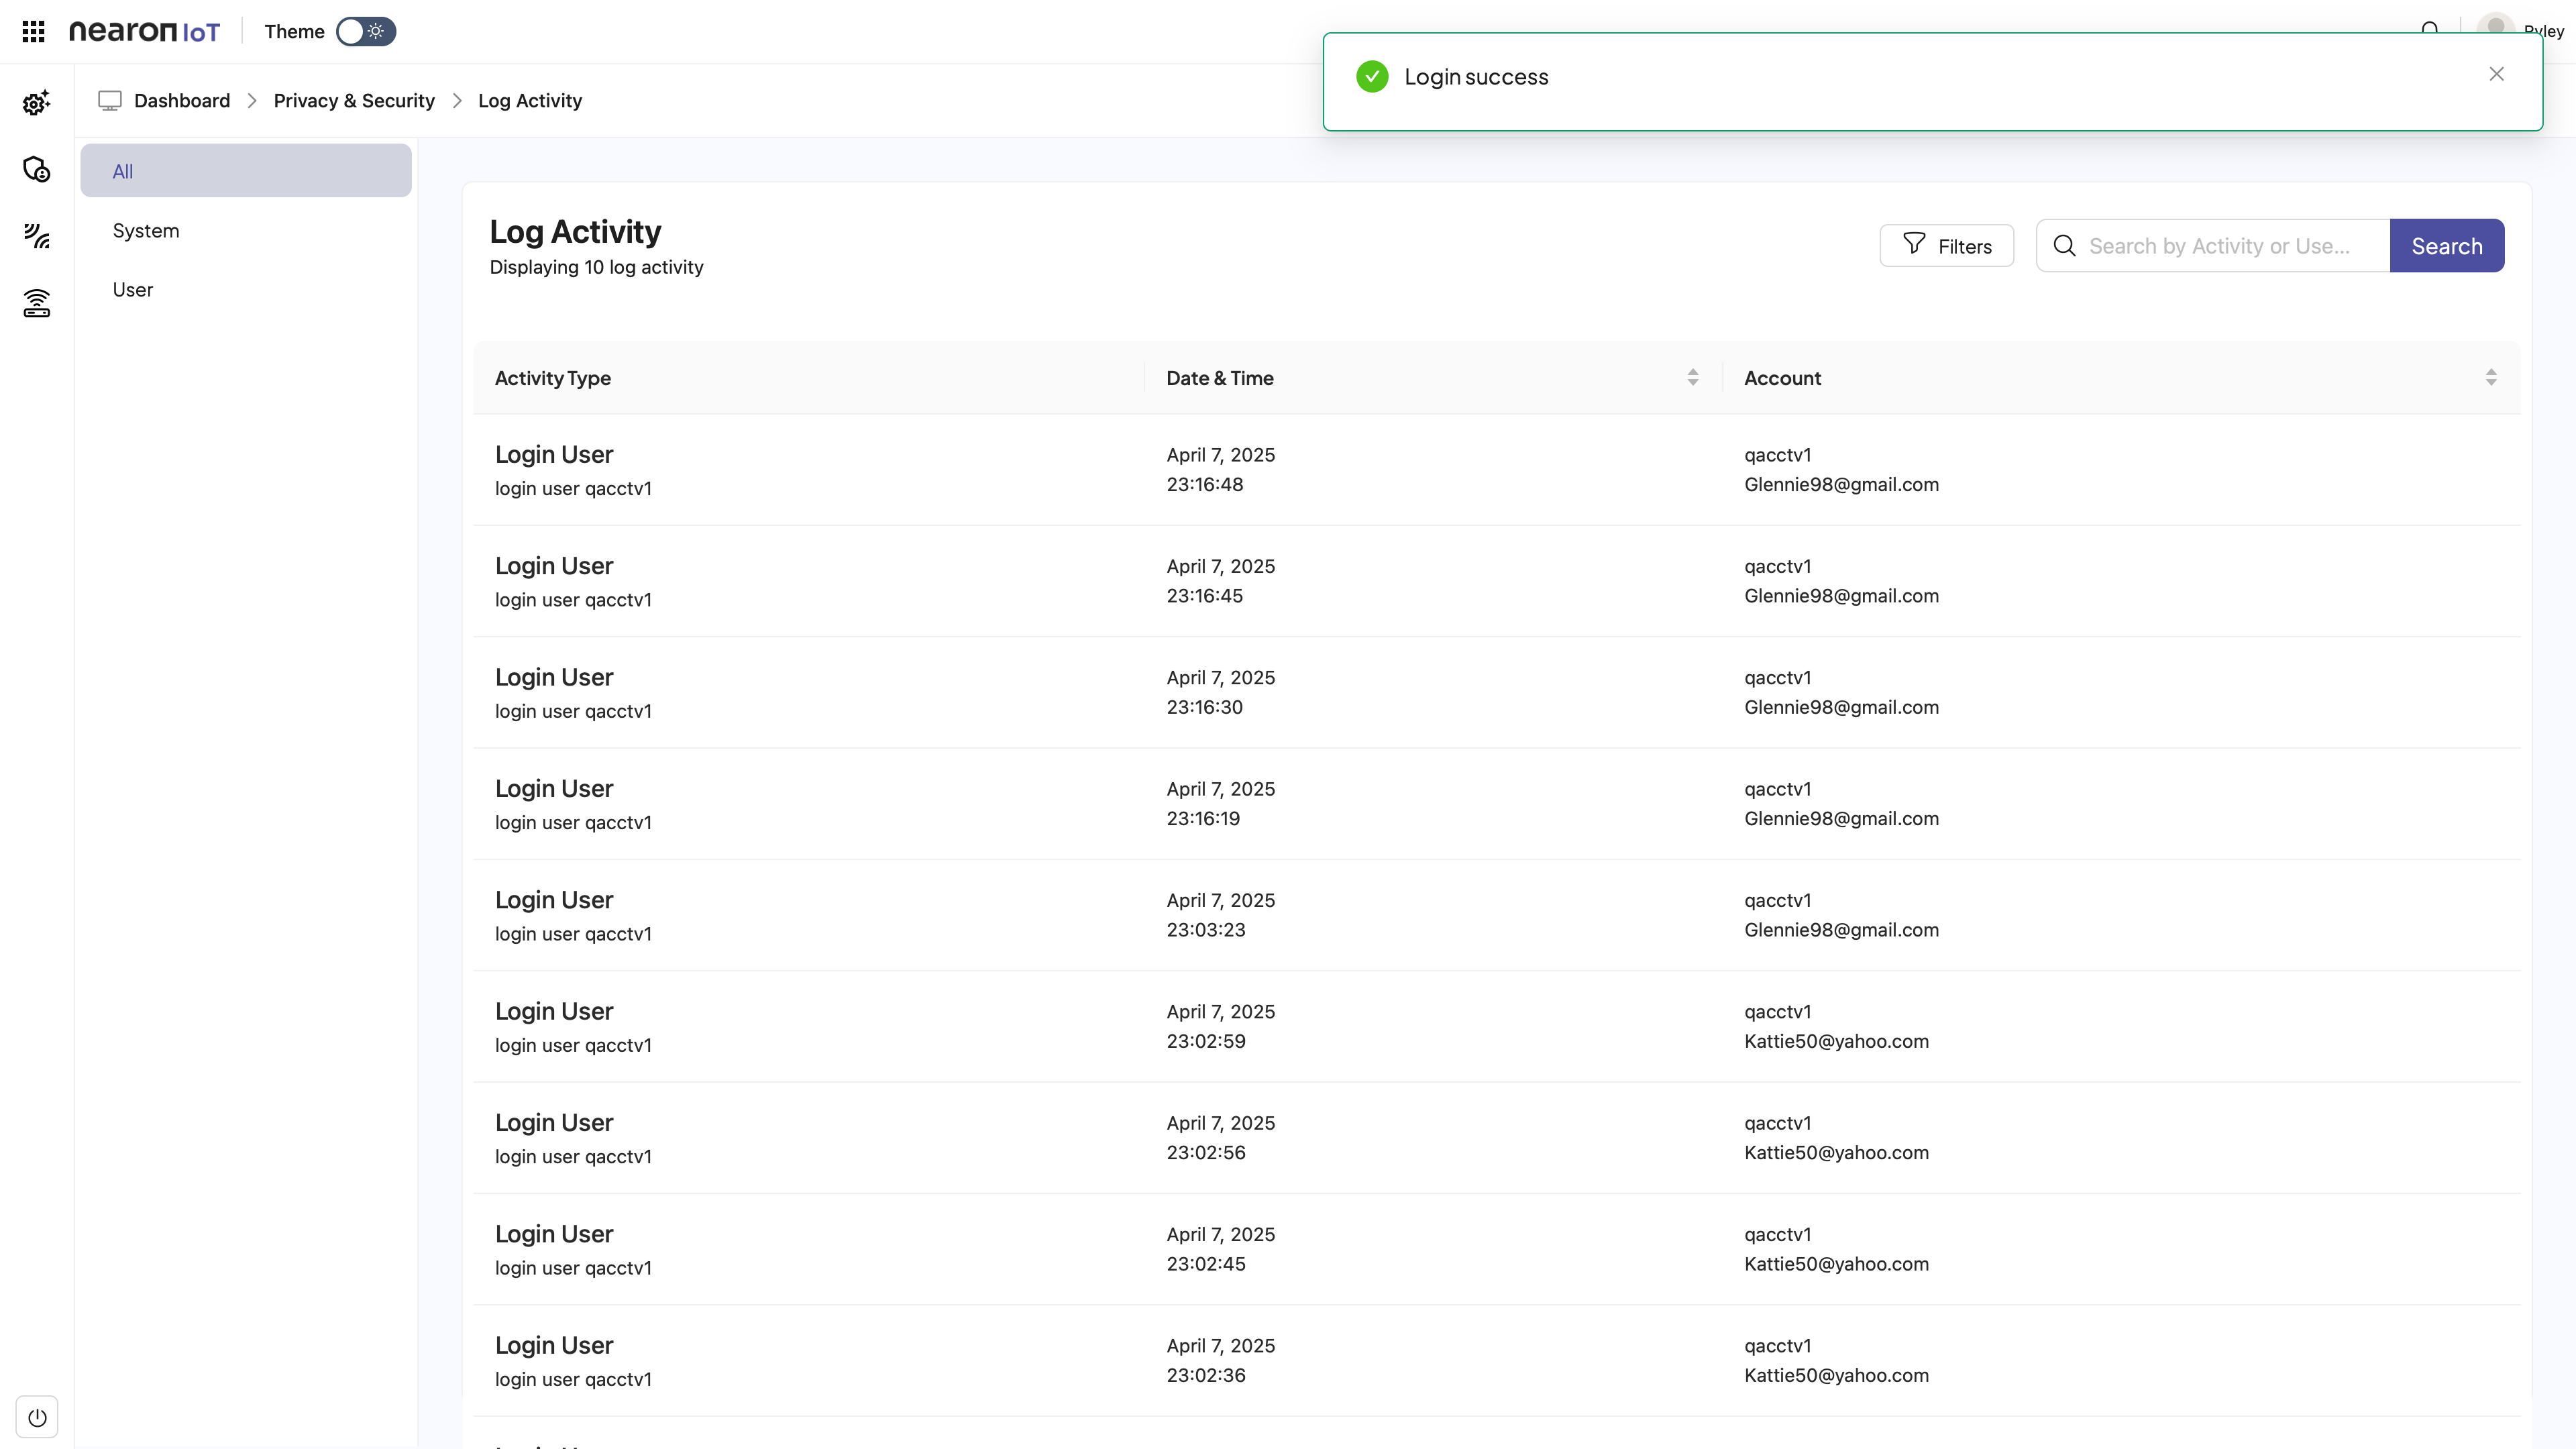 nearon IoT
Theme
Ryley
Login success
Dashboard
Privacy & Security
Log Activity
All
System
User
Log Activity
Displaying 10 log activity
Filters
Search by Activity or Use...
Search
Activity Type
Date & Time
Account
Login User
login user qacctv1
April 7, 2025
23:16:48
qacctv1
Glennie98@gmail.com
Login User
login user qacctv1
April 7, 2025
23:16:45
qacctv1
Glennie98@gmail.com
Login User
login user qacctv1
April 7, 2025
23:16:30
qacctv1
Glennie98@gmail.com
Login User
login user qacctv1
April 7, 2025
23:16:19
qacctv1
Glennie98@gmail.com
Login User
login user qacctv1
April 7, 2025
23:03:23
qacctv1
Glennie98@gmail.com
Login User
login user qacctv1
April 7, 2025
23:02:59
qacctv1
Kattie50@yahoo.com
Login User
login user qacctv1
April 7, 2025
23:02:56
qacctv1
Kattie50@yahoo.com
Login User
login user qacctv1
April 7, 2025
23:02:45
qacctv1
Kattie50@yahoo.com
Login User
login user qacctv1
April 7, 2025
23:02:36
qacctv1
Kattie50@yahoo.com